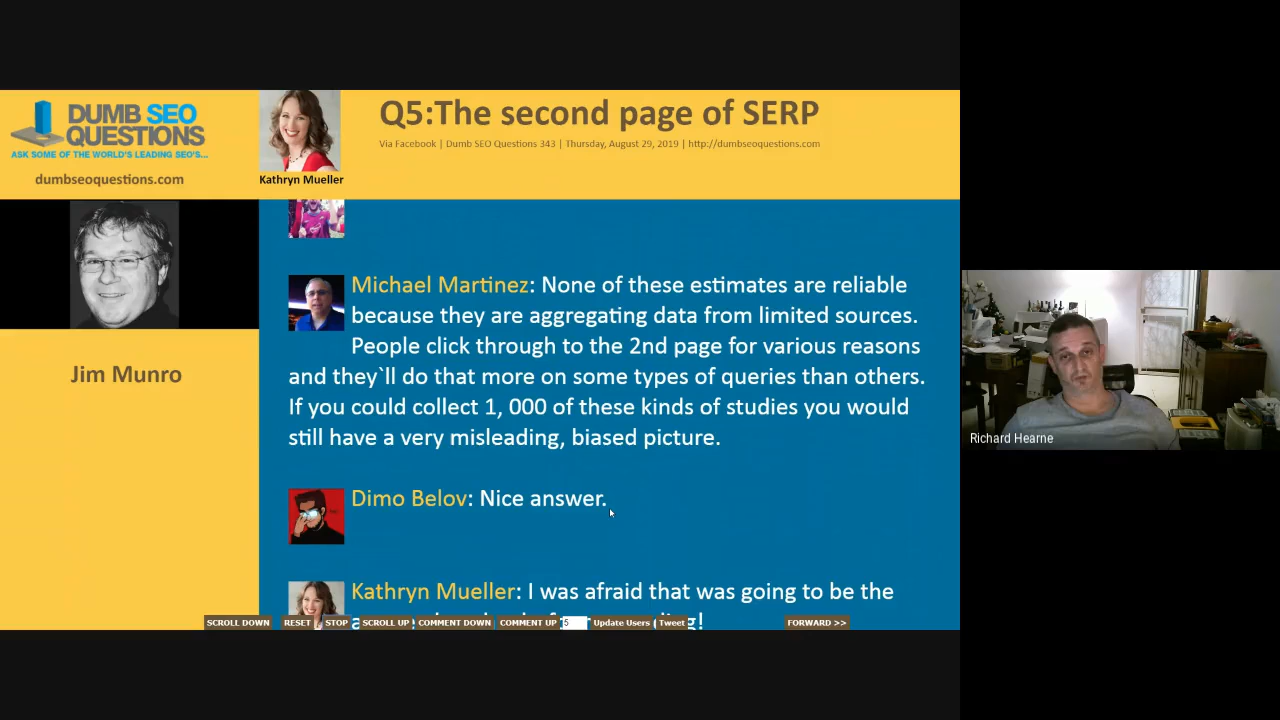 DUMB SEO
QUESTIONS
ASK SOME OF THE WORLD'S LEADING SEO'S...
dumbseoquestions.com
Kathryn Mueller
Q5:The second page of SERP
Via Facebook | Dumb SEO Questions 343 | Thursday, August 29, 2019 | http://dumbseoquestions.com
Jim Munro
Michael Martinez: None of these estimates are reliable
because they are aggregating data from limited sources.
People click through to the 2nd page for various reasons
and they`ll do that more on some types of queries than others.
If you could collect 1, 000 of these kinds of studies you would
still have a very misleading, biased picture.
Dimo Belov: Nice answer.
Kathryn Mueller: I was afraid that was going to be the
SCROLL DOWN RESET STOP SCROLL UP COMMENT DOWN COMMENT UP 5 Update Users Tweet FORWARD >>
Richard Hearne